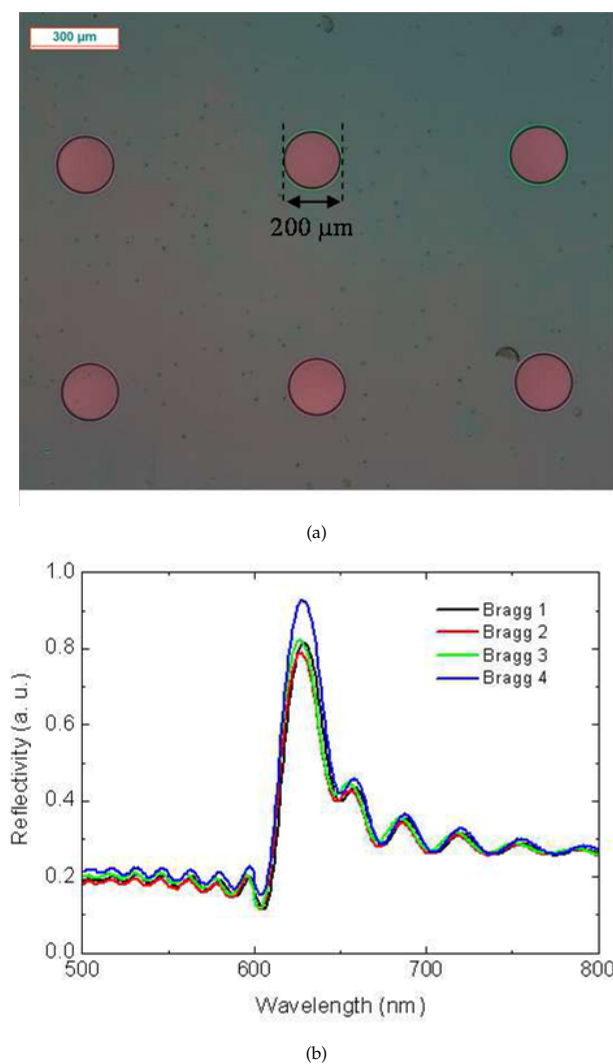 300 μm
200 μm
(a)
1.0
0.8
0.6
0.4
0.2
0.0
Reflectivity (a. u.)
Bragg 1
Bragg 2
Bragg 3
Bragg 4
500 600 700 800
Wavelength (nm)
(b)